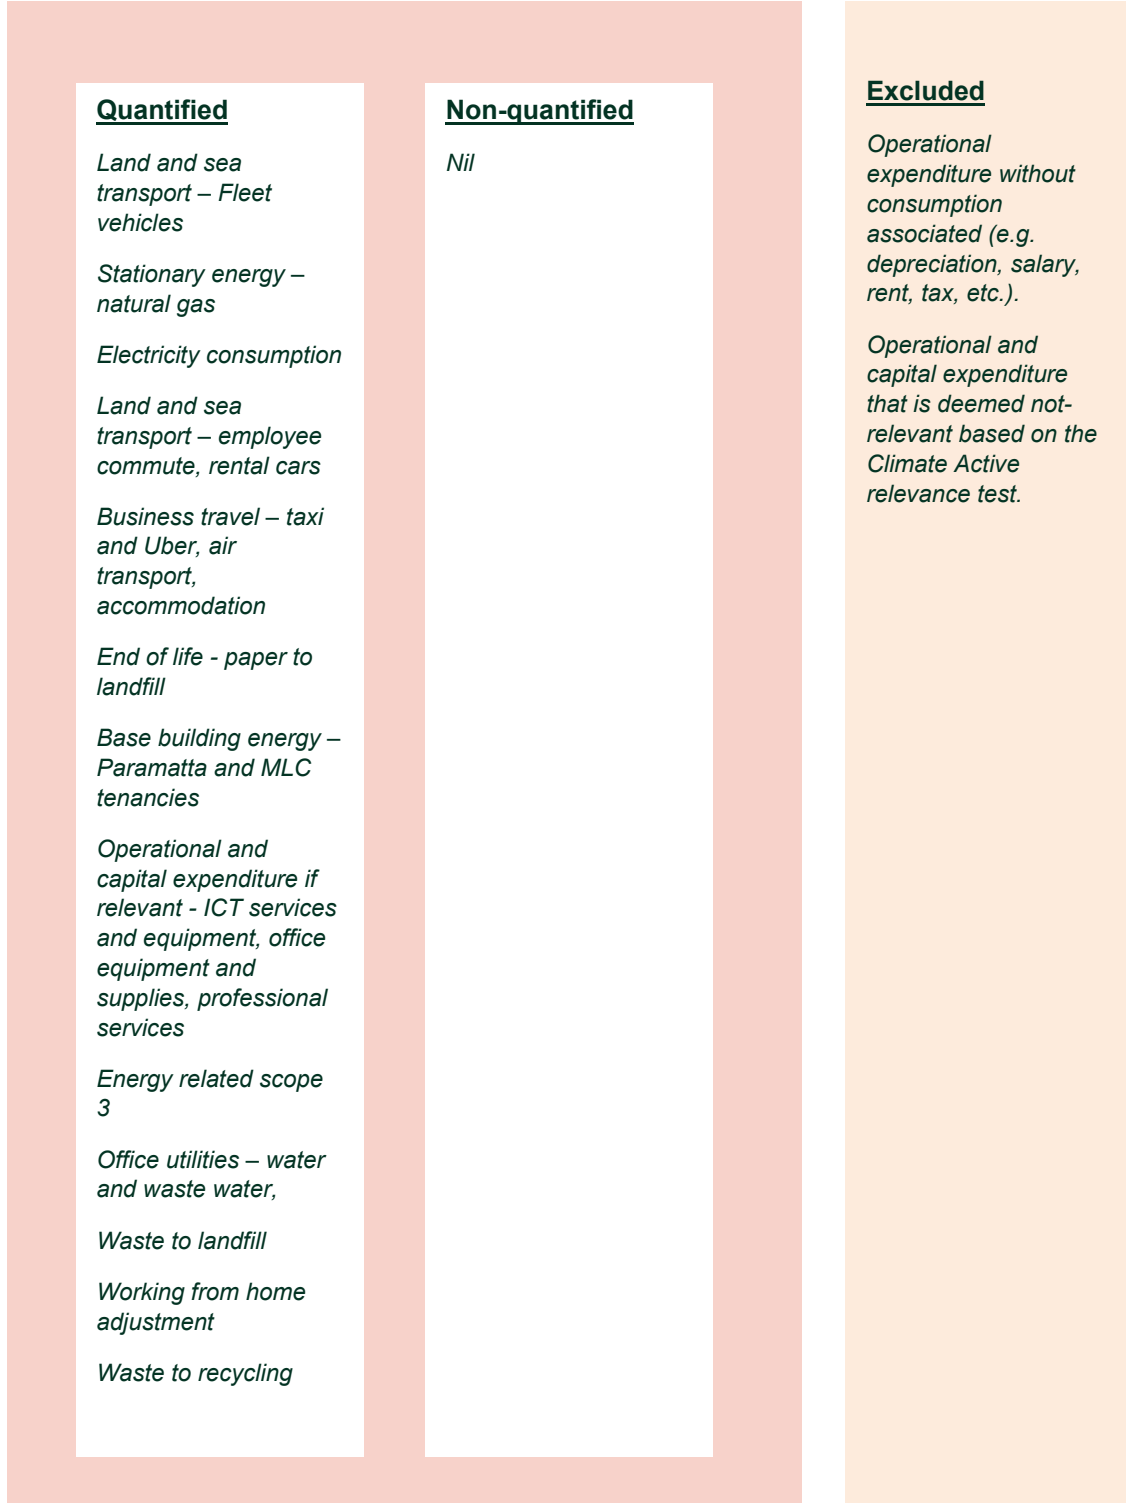 Quantified
Land and sea
transport – Fleet
vehicles
Stationary energy –
natural gas
Electricity consumption
Land and sea
transport – employee
commute, rental cars
Business travel – taxi
and Uber, air
transport,
accommodation
End of life - paper to
landfill
Base building energy –
Paramatta and MLC
tenancies
Operational and
capital expenditure if
relevant - ICT services
and equipment, office
equipment and
supplies, professional
services
Energy related scope
3
Office utilities – water
and waste water,
Waste to landfill
Working from home
adjustment
Waste to recycling
Non-quantified
Nil
Excluded
Operational
expenditure without
consumption
associated (e.g.
depreciation, salary,
rent, tax, etc.).
Operational and
capital expenditure
that is deemed not-
relevant based on the
Climate Active
relevance test.